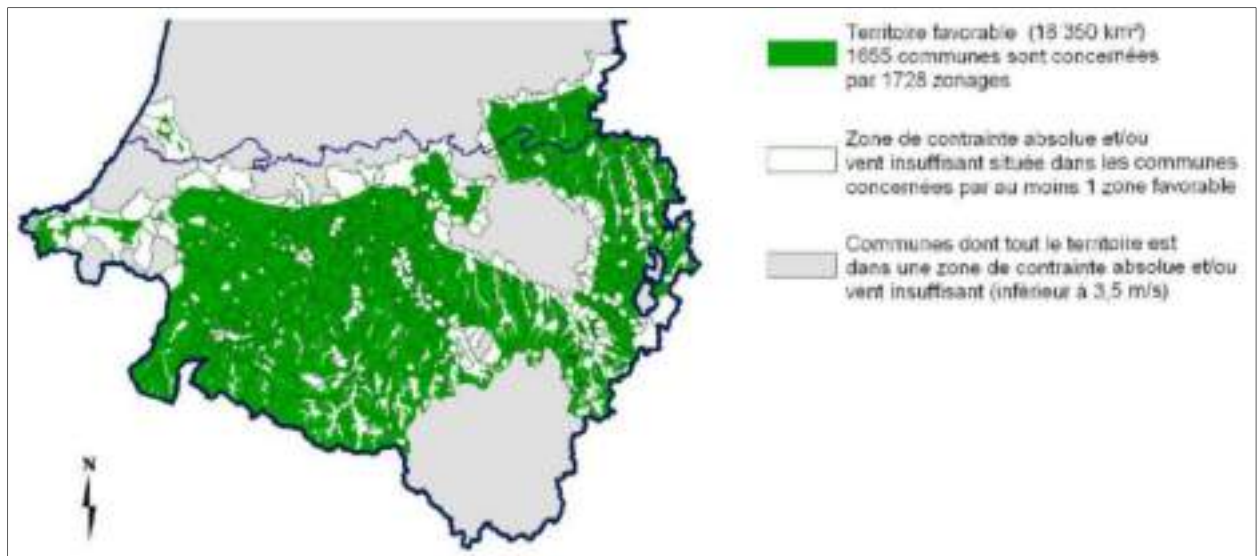 Territoire favorable (18 350 km²)
1655 communes sont concernées
par 1728 zonages
Zone de contrainte absolue et/ou
vent insuffisant située dans les communes
concernées par au moins 1 zone favorable
Communes dont tout le territoire est
dans une zone de contrainte absolue et/ou
vent insuffisant (inférieur à 3,5 m/s)
N